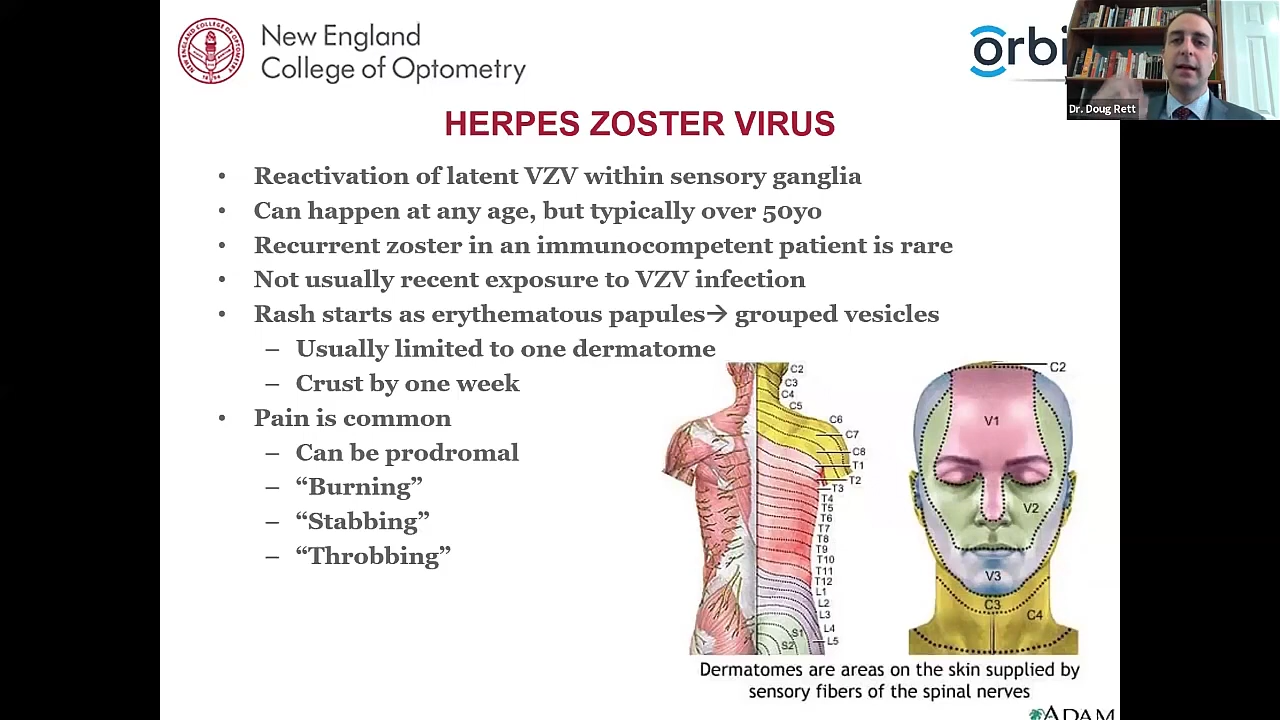 New England
College of Optometry
orbi
Dr. Doug Rett
HERPES ZOSTER VIRUS
• Reactivation of latent VZV within sensory ganglia
• Can happen at any age, but typically over 50yo
• Recurrent zoster in an immunocompetent patient is rare
• Not usually recent exposure to VZV infection
• Rash starts as erythematous papules→ grouped vesicles
– Usually limited to one dermatome
– Crust by one week
• Pain is common
– Can be prodromal
– “Burning”
– “Stabbing”
– “Throbbing”
C2
C3
C4
C5
C6
C7
C8
T1
T2
T3
T4
T5
T6
T7
T8
T9
T10
T11
T12
L1
L2
L3
L4
L5
S1
S2
C2
V1
V2
V3
C3
C4
Dermatomes are areas on the skin supplied by
sensory fibers of the spinal nerves
ADAM